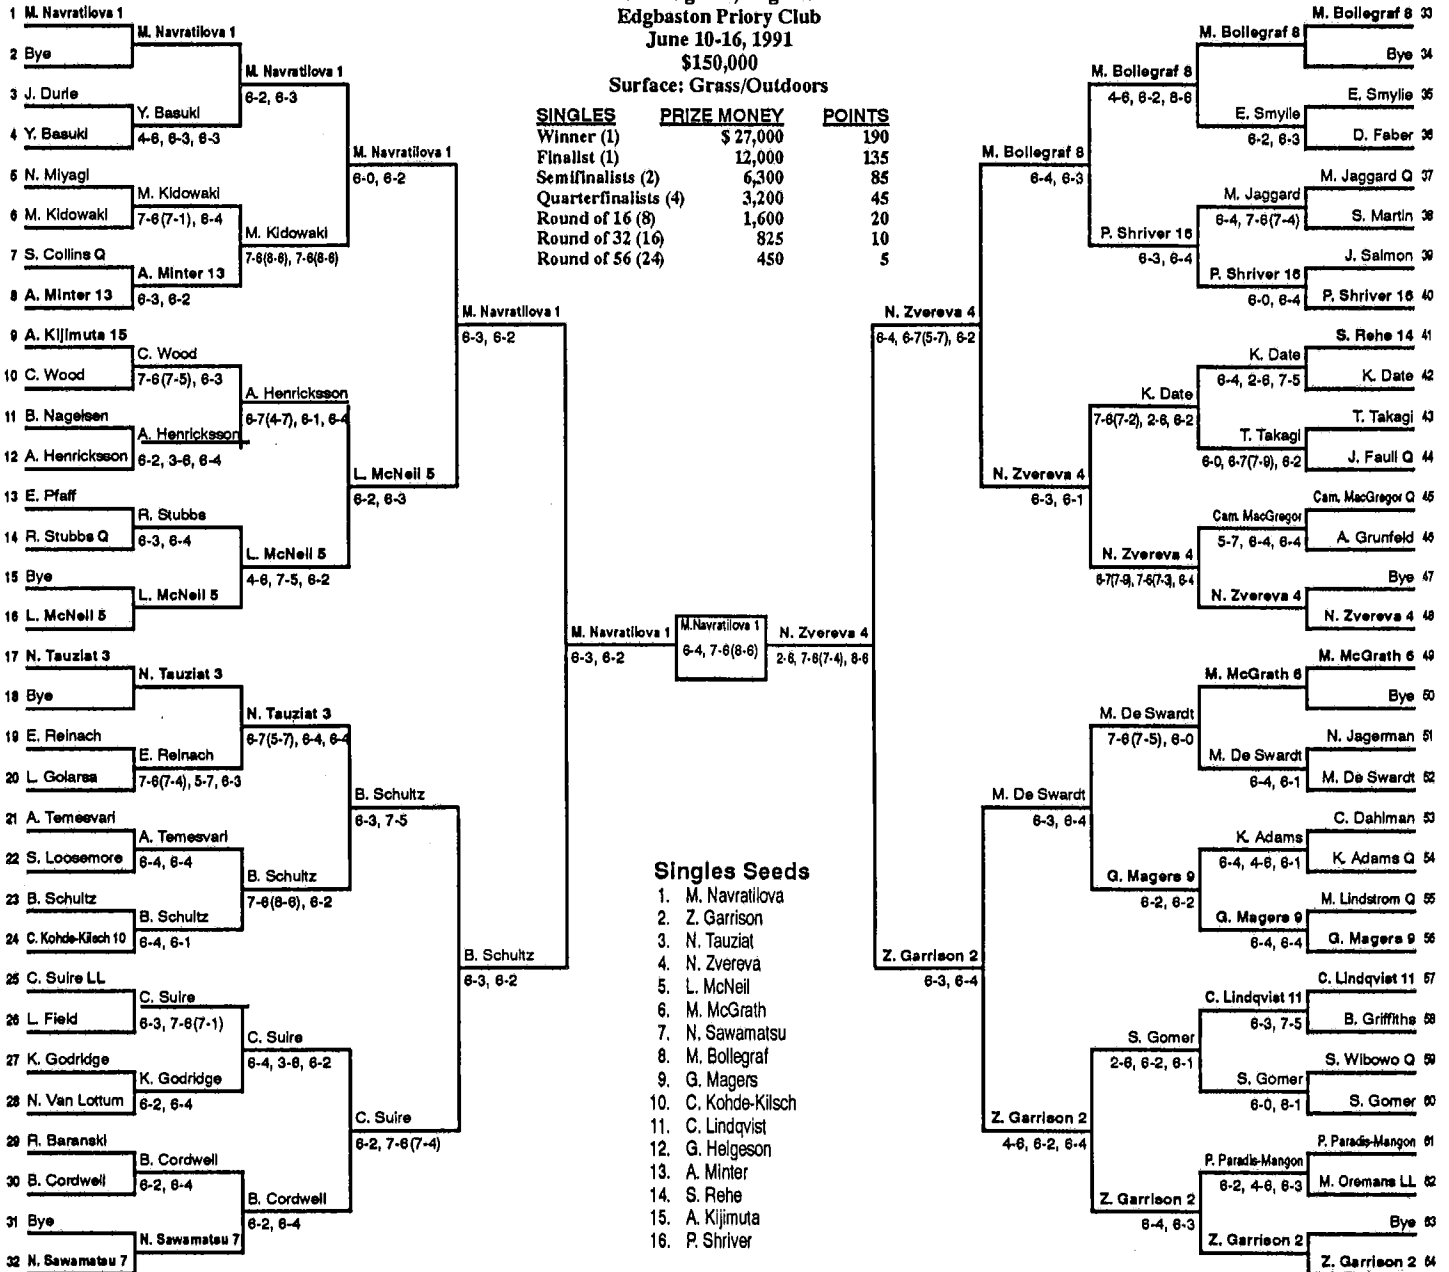 Edgbaston Priory Club
June 10-16, 1991
$150,000
Surface: Grass/Outdoors
SINGLES PRIZE MONEY POINTS
Winner (1) $ 27,000 190
Finalist (1) 12,000 135
Semifinalists (2) 6,300 85
Quarterfinalists (4) 3,200 45
Round of 16 (8) 1,600 20
Round of 32 (16) 825 10
Round of 56 (24) 450 5
1 M. Navratilova 1
2 Bye
3 J. Durie
4 Y. Basuki
5 N. Miyagi
6 M. Kidowaki
7 S. Collins Q
8 A. Minter 13
9 A. Kijimuta 15
10 C. Wood
11 B. Nagelsen
12 A. Henricksson
13 E. Pfaff
14 R. Stubbs Q
15 Bye
16 L. McNeil 5
17 N. Tauziat 3
18 Bye
19 E. Reinach
20 L. Golarsa
21 A. Temesvari
22 S. Loosemore
23 B. Schultz
24 C. Kohde-Kilsch 10
25 C. Suire LL
26 L. Field
27 K. Godridge
28 N. Van Lottum
29 R. Baranski
30 B. Cordwell
31 Bye
32 N. Sawamatsu 7
M. Navratilova 1
Y. Basuki
4-6, 6-3, 6-3
M. Kidowaki
7-6(7-1), 6-4
A. Minter 13
6-3, 6-2
C. Wood
7-6(7-5), 6-3
A. Henricksson
6-2, 3-6, 6-4
R. Stubbs
6-3, 6-4
L. McNeil 5
N. Tauziat 3
E. Reinach
7-6(7-4), 5-7, 6-3
A. Temesvari
6-4, 6-4
B. Schultz
6-4, 6-1
C. Suire
6-3, 7-6(7-1)
K. Godridge
6-2, 6-4
B. Cordwell
6-2, 6-4
N. Sawamatsu 7
M. Navratilova 1
6-2, 6-3
M. Kidowaki
7-6(8-6), 7-6(8-6)
A. Henricksson
6-7(4-7), 6-1, 6-4
L. McNeil 5
4-6, 7-5, 6-2
N. Tauziat 3
6-7(5-7), 6-4, 6-4
B. Schultz
7-6(8-6), 6-2
C. Suire
6-4, 3-6, 6-2
B. Cordwell
6-2, 6-4
M. Navratilova 1
6-0, 6-2
L. McNeil 5
6-2, 6-3
B. Schultz
6-3, 7-5
C. Suire
6-2, 7-6(7-4)
M. Navratilova 1
6-3, 6-2
B. Schultz
6-3, 6-2
M. Navratilova 1
6-3, 6-2
M.Navratilova 1
6-4, 7-6(8-6)
N. Zvereva 4
2-6, 7-6(7-4), 8-6
N. Zvereva 4
6-4, 6-7(5-7), 6-2
Z. Garrison 2
6-3, 6-4
M. Bollegraf 8
6-4, 6-3
N. Zvereva 4
6-3, 6-1
M. De Swardt
6-3, 6-4
Z. Garrison 2
4-6, 6-2, 6-4
M. Bollegraf 8
4-6, 6-2, 8-6
P. Shriver 16
6-3, 6-4
K. Date
7-6(7-2), 2-6, 6-2
N. Zvereva 4
6-7(7-9), 7-6(7-3), 6-4
M. De Swardt
7-6(7-5), 6-0
G. Magers 9
6-2, 6-2
S. Gomer
2-6, 6-2, 6-1
Z. Garrison 2
6-4, 6-3
M. Bollegraf 8
E. Smylie
6-2, 6-3
M. Jaggard
6-4, 7-6(7-4)
P. Shriver 16
6-0, 6-4
K. Date
6-4, 2-6, 7-5
T. Takagi
6-0, 6-7(7-9), 6-2
Cam. MacGregor
5-7, 6-4, 6-4
N. Zvereva 4
M. McGrath 6
M. De Swardt
6-4, 6-1
K. Adams
6-4, 4-6, 6-1
G. Magers 9
6-4, 6-4
C. Lindqvist 11
6-3, 7-5
S. Gomer
6-0, 6-1
P. Paradis-Mangon
6-2, 4-6, 6-3
Z. Garrison 2
M. Bollegraf 8 33
Bye 34
E. Smylie 35
D. Faber 36
M. Jaggard Q 37
S. Martin 38
J. Salmon 39
P. Shriver 16 40
S. Rehe 14 41
K. Date 42
T. Takagi 43
J. Faull Q 44
Cam. MacGregor Q 45
A. Grunfeld 46
Bye 47
N. Zvereva 4 48
M. McGrath 6 49
Bye 50
N. Jagerman 51
M. De Swardt 52
C. Dahlman 53
K. Adams Q 54
M. Lindstrom Q 55
G. Magers 9 56
C. Lindqvist 11 57
B. Griffiths 58
S. Wibowo Q 59
S. Gomer 60
P. Paradis-Mangon 61
M. Oremans LL 62
Bye 63
Z. Garrison 2 64
Singles Seeds
1. M. Navratilova
2. Z. Garrison
3. N. Tauziat
4. N. Zvereva
5. L. McNeil
6. M. McGrath
7. N. Sawamatsu
8. M. Bollegraf
9. G. Magers
10. C. Kohde-Kilsch
11. C. Lindqvist
12. G. Helgeson
13. A. Minter
14. S. Rehe
15. A. Kijimuta
16. P. Shriver